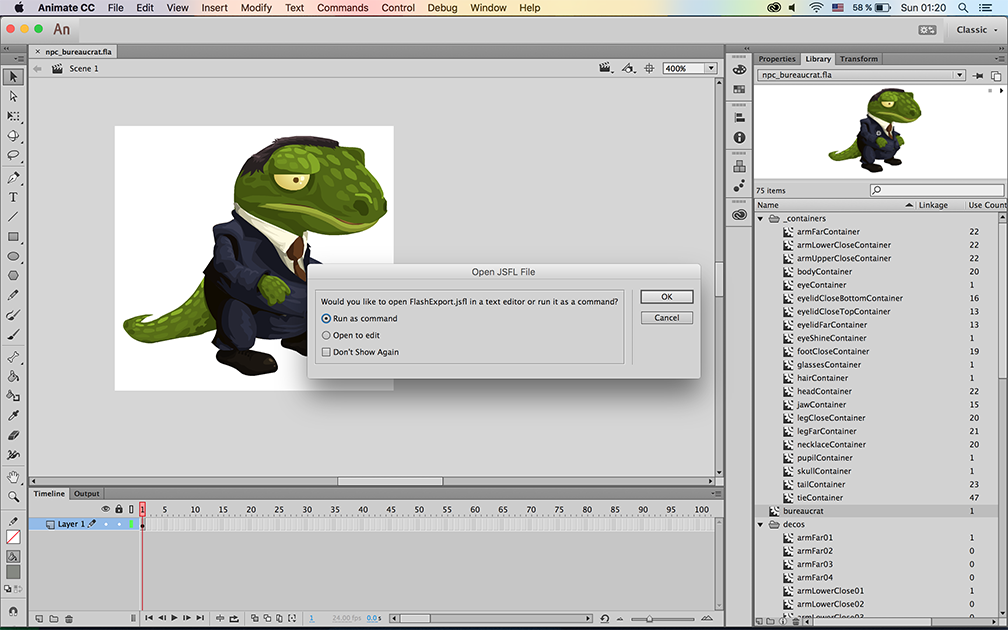 Animate CC File Edit View Insert Modify Text Commands Control Debug Window Help 58 % Sun 01:20
An Classic
× npc_bureaucrat.fla
Scene 1 400%
Properties Library Transform
npc_bureaucrat.fla
75 items
Name Linkage Use Count
_containers
armFarContainer 22
armLowerCloseContainer 22
armUpperCloseContainer 22
bodyContainer 20
eyeContainer 1
eyelidCloseBottomContainer 16
eyelidCloseTopContainer 13
eyelidFarContainer 13
eyeShineContainer 1
footCloseContainer 19
glassesContainer 1
hairContainer 1
headContainer 22
jawContainer 15
legCloseContainer 20
legFarContainer 21
necklaceContainer 20
pupilContainer 1
skullContainer 1
tailContainer 23
tieContainer 47
bureaucrat 1
decos
armFar01 1
armFar02 0
armFar03 0
armFar04 0
armLowerClose01 1
armLowerClose02 0
armLowerClose03 0
Open JSFL File
Would you like to open FlashExport.jsfl in a text editor or run it as a command?
Run as command
Open to edit
Don't Show Again
OK
Cancel
Timeline Output
1 5 10 15 20 25 30 35 40 45 50 55 60 65 70 75 80 85 90 95 100
Layer 1
1 24.00 fps 0.0 s